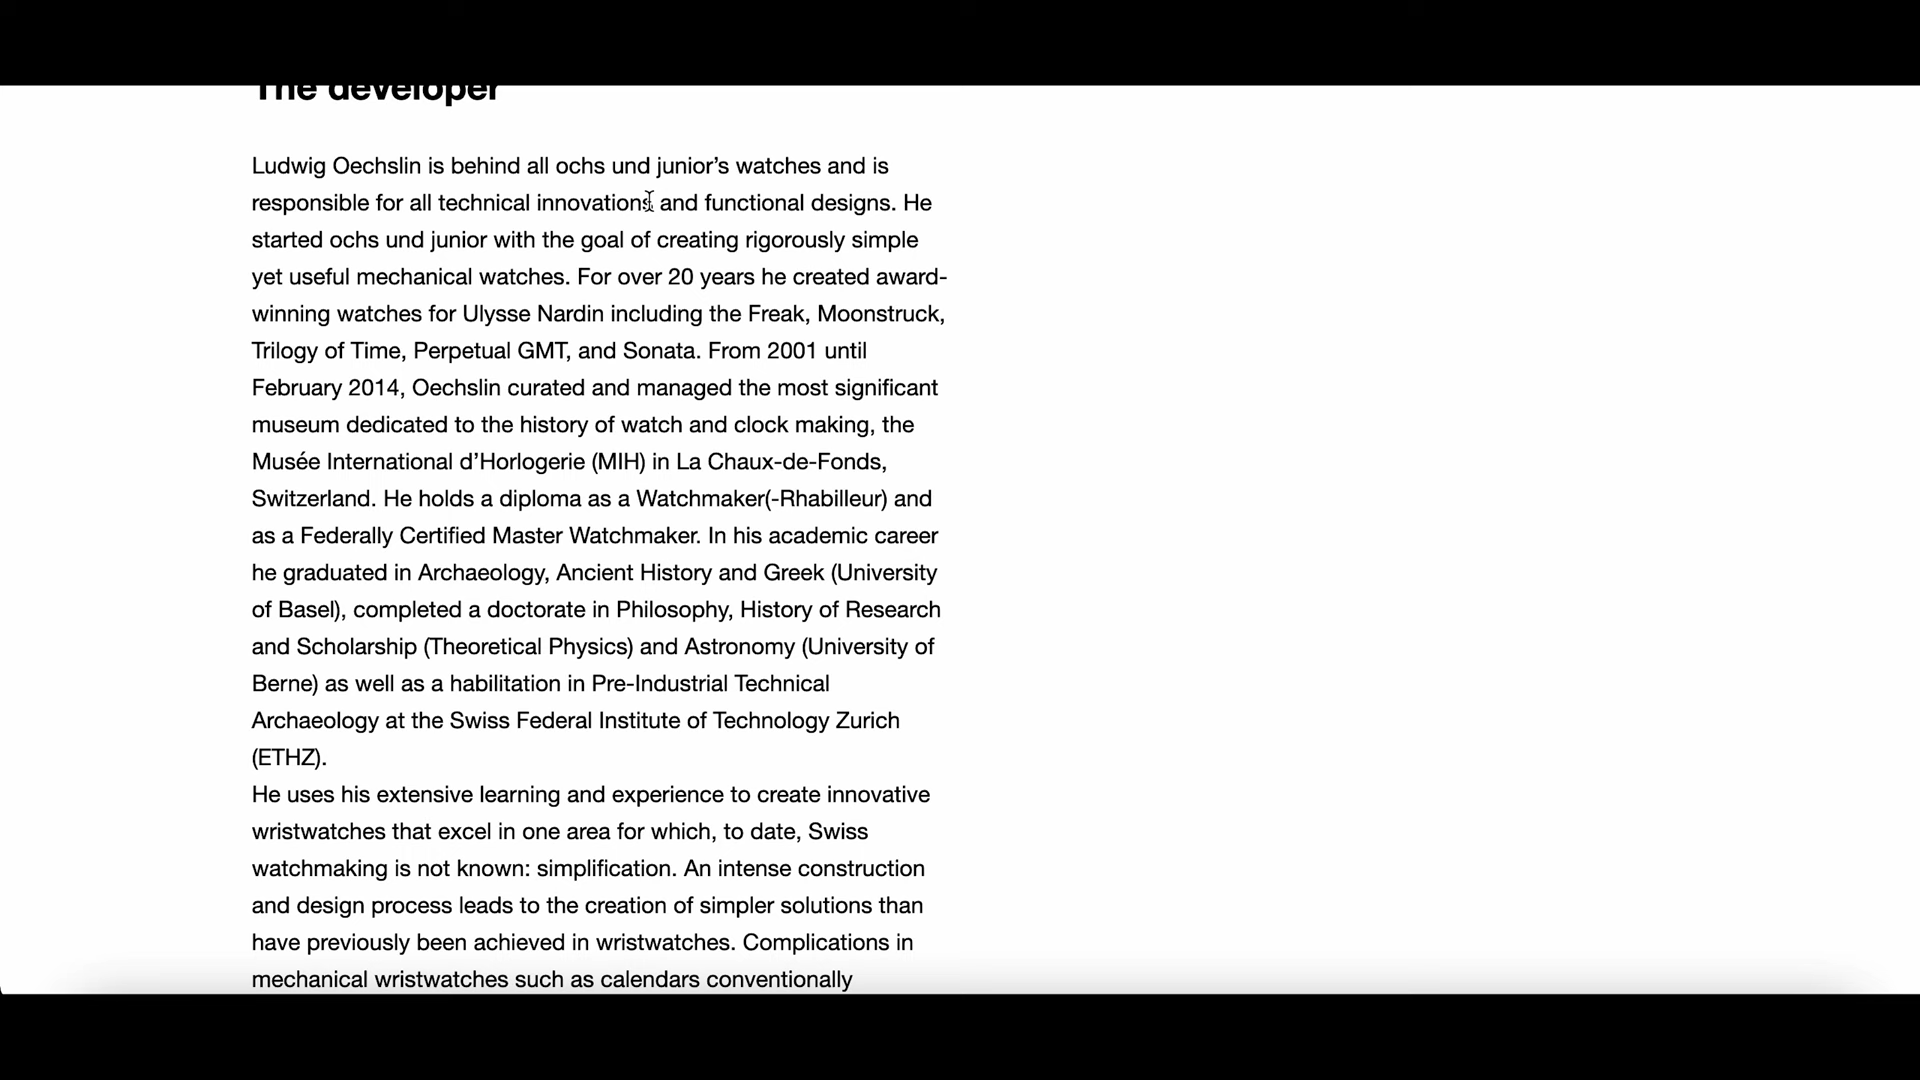 The developer
Ludwig Oechslin is behind all ochs und junior’s watches and is
responsible for all technical innovations and functional designs. He
started ochs und junior with the goal of creating rigorously simple
yet useful mechanical watches. For over 20 years he created award-
winning watches for Ulysse Nardin including the Freak, Moonstruck,
Trilogy of Time, Perpetual GMT, and Sonata. From 2001 until
February 2014, Oechslin curated and managed the most significant
museum dedicated to the history of watch and clock making, the
Musée International d’Horlogerie (MIH) in La Chaux-de-Fonds,
Switzerland. He holds a diploma as a Watchmaker(-Rhabilleur) and
as a Federally Certified Master Watchmaker. In his academic career
he graduated in Archaeology, Ancient History and Greek (University
of Basel), completed a doctorate in Philosophy, History of Research
and Scholarship (Theoretical Physics) and Astronomy (University of
Berne) as well as a habilitation in Pre-Industrial Technical
Archaeology at the Swiss Federal Institute of Technology Zurich
(ETHZ).
He uses his extensive learning and experience to create innovative
wristwatches that excel in one area for which, to date, Swiss
watchmaking is not known: simplification. An intense construction
and design process leads to the creation of simpler solutions than
have previously been achieved in wristwatches. Complications in
mechanical wristwatches such as calendars conventionally